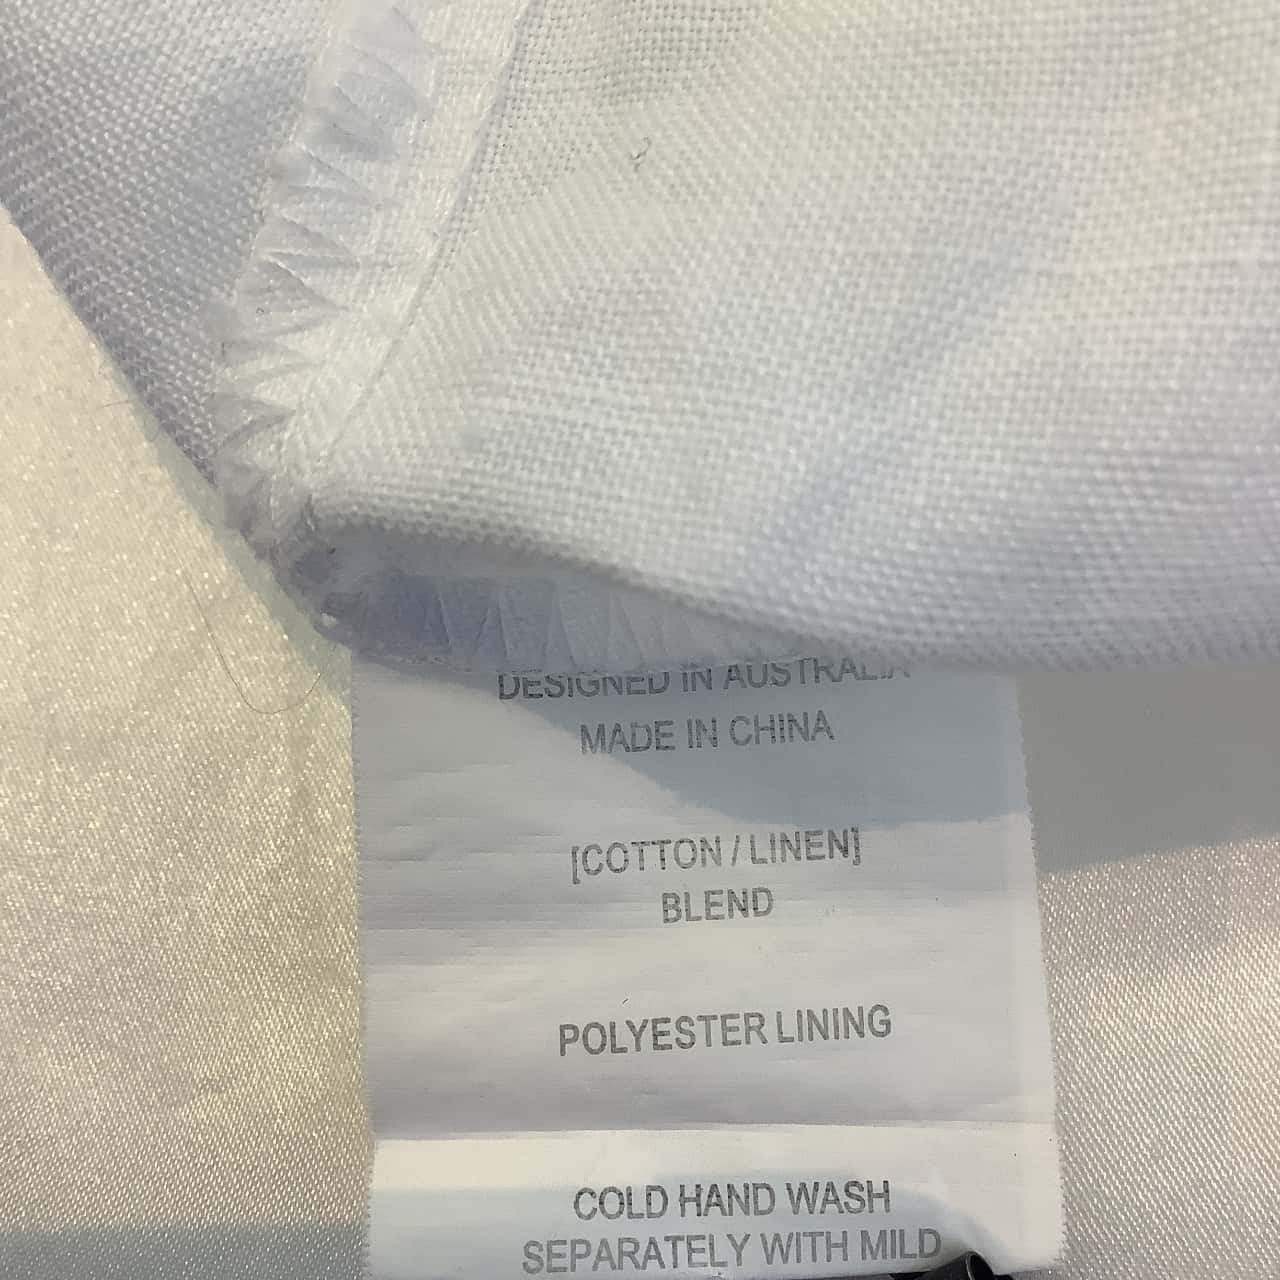 DESIGNED IN AUSTRALIA
MADE IN CHINA
[COTTON / LINEN]
BLEND
POLYESTER LINING
COLD HAND WASH
SEPARATELY WITH MILD